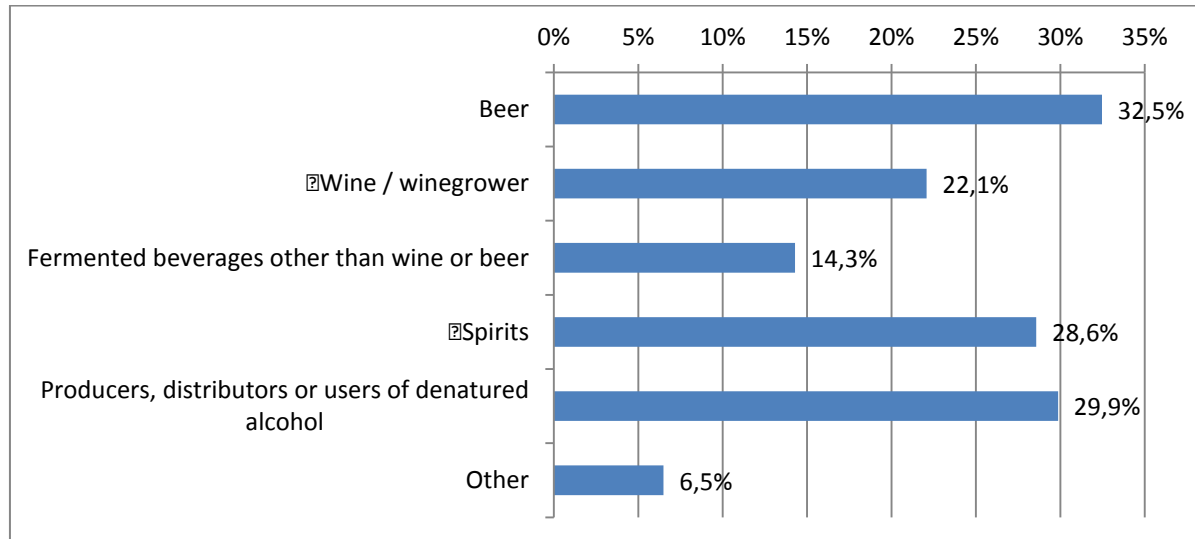 0% 5% 10% 15% 20% 25% 30% 35%
Beer 32,5%
Wine / winegrower 22,1%
Fermented beverages other than wine or beer 14,3%
Spirits 28,6%
Producers, distributors or users of denatured
alcohol 29,9%
Other 6,5%